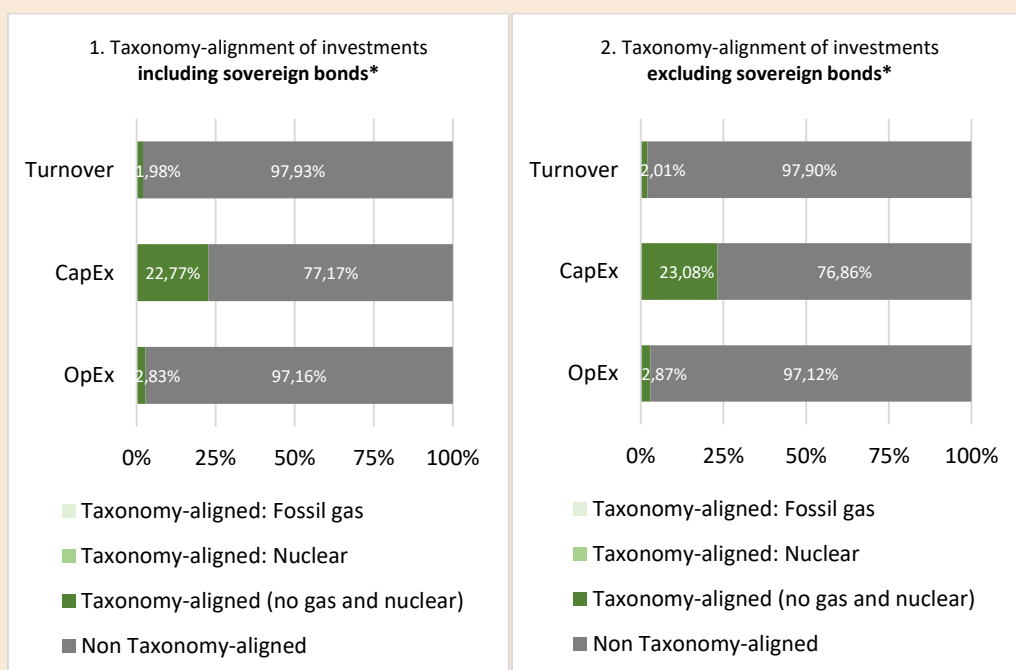 1. Taxonomy-alignment of investments
including sovereign bonds*
Turnover
1,98%
97,93%
CapEx
22,77%
77,17%
OpEx
2,83%
97,16%
0%
25%
50%
75%
100%
Taxonomy-aligned: Fossil gas
Taxonomy-aligned: Nuclear
Taxonomy-aligned (no gas and nuclear)
Non Taxonomy-aligned
2. Taxonomy-alignment of investments
excluding sovereign bonds*
Turnover
2,01%
97,90%
CapEx
23,08%
76,86%
OpEx
2,87%
97,12%
0%
25%
50%
75%
100%
Taxonomy-aligned: Fossil gas
Taxonomy-aligned: Nuclear
Taxonomy-aligned (no gas and nuclear)
Non Taxonomy-aligned